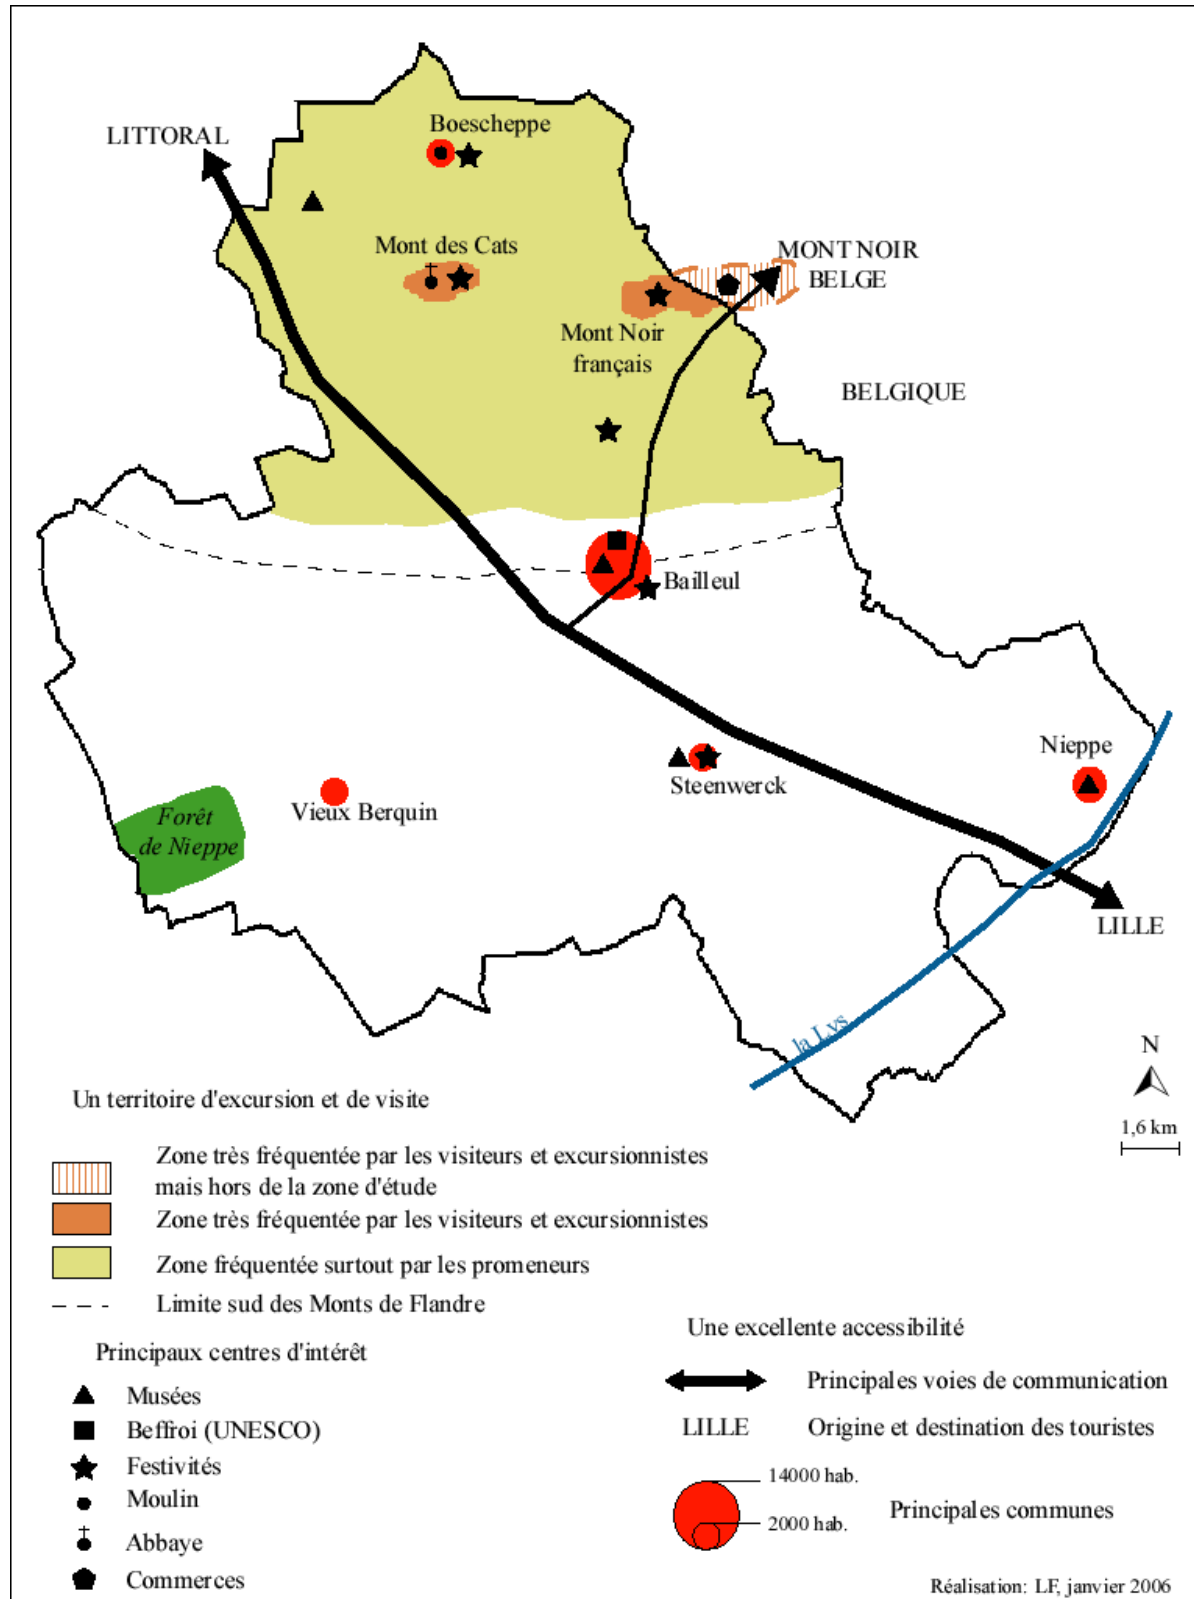 LITTORAL
Boescheppe
Mont des Cats
MONT NOIR
BELGE
Mont Noir
français
BELGIQUE
Bailleul
Nieppe
Steenwerck
Vieux Berquin
Forêt
de Nieppe
LILLE
la Lys
N
1,6 km
Un territoire d'excursion et de visite
Zone très fréquentée par les visiteurs et excursionnistes
mais hors de la zone d'étude
Zone très fréquentée par les visiteurs et excursionnistes
Zone fréquentée surtout par les promeneurs
Limite sud des Monts de Flandre
Principaux centres d'intérêt
Musées
Beffroi (UNESCO)
Festivités
Moulin
Abbaye
Commerces
Une excellente accessibilité
Principales voies de communication
LILLE Origine et destination des touristes
14000 hab.
2000 hab.
Principales communes
Réalisation: LF, janvier 2006